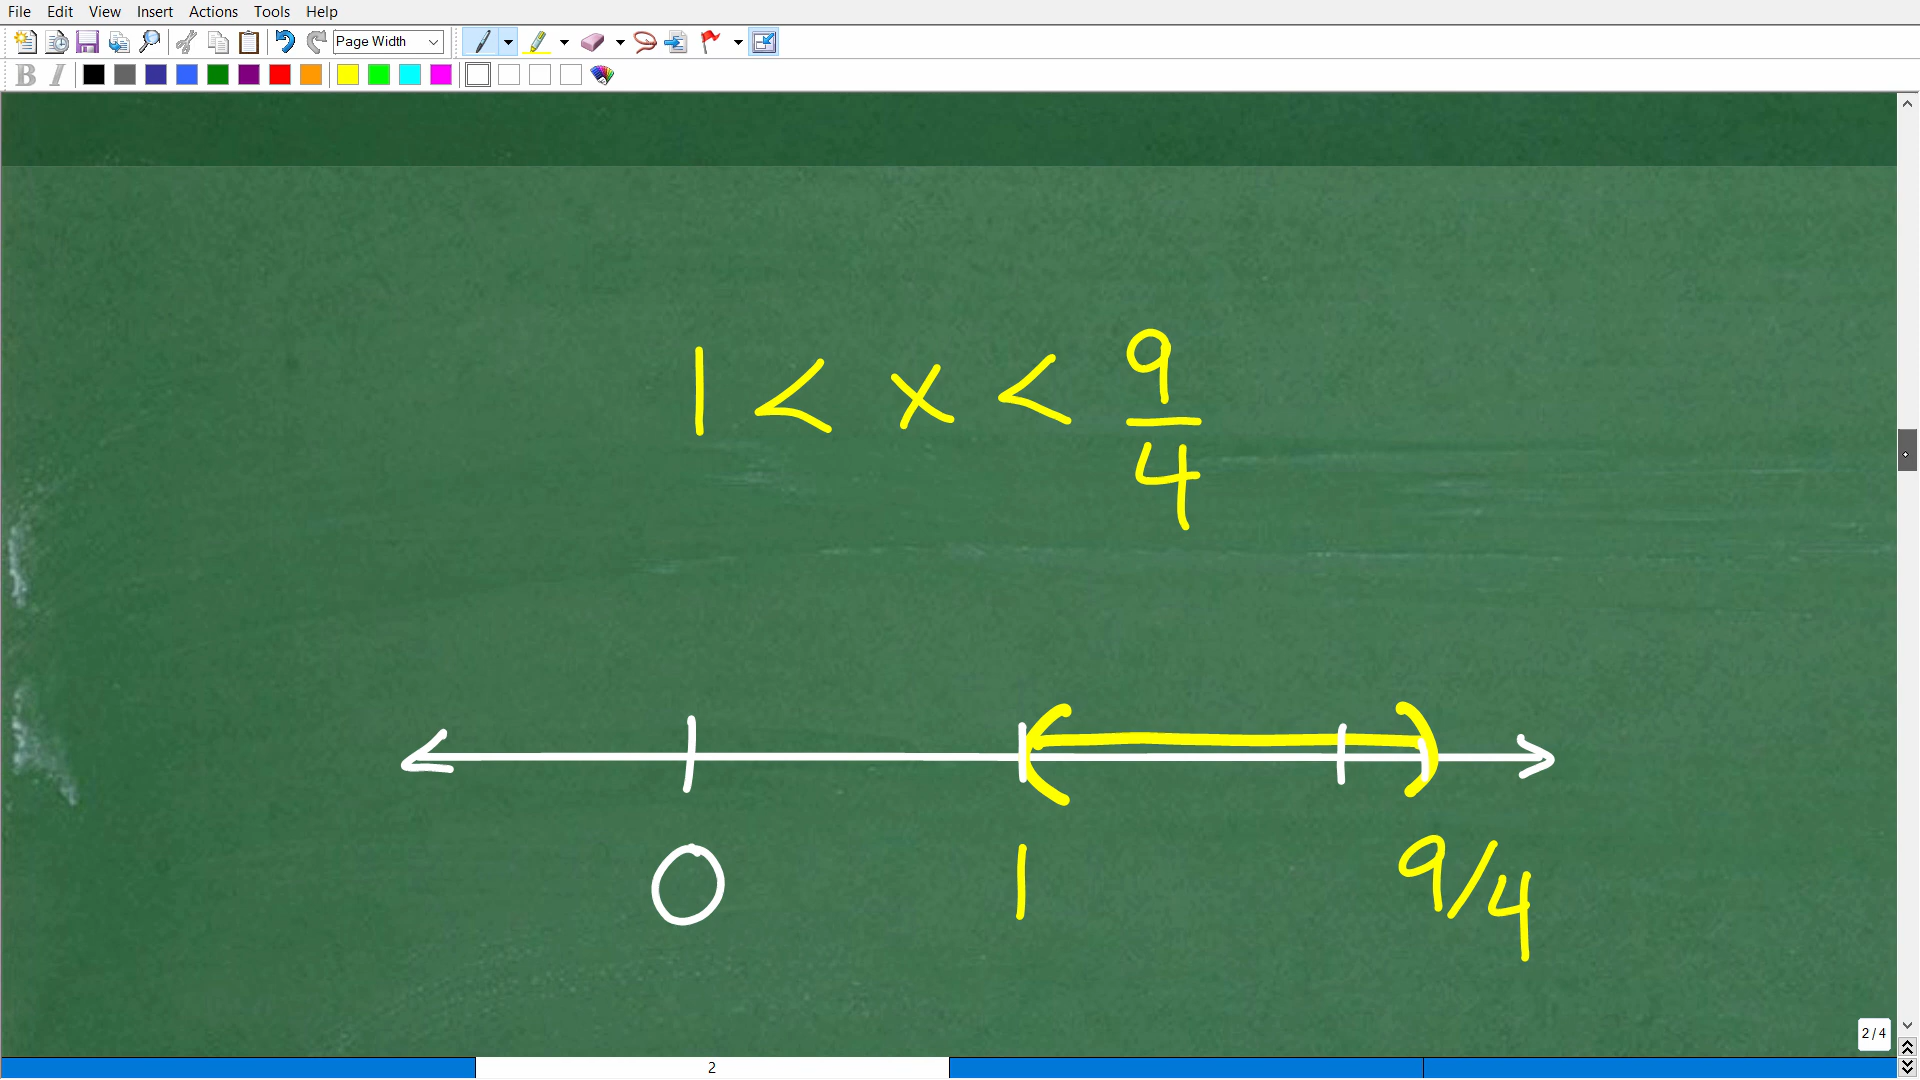 File Edit View Insert Actions Tools Help
Page Width
B I
1 < x < 9/4
0 1 9/4
2 / 4
2